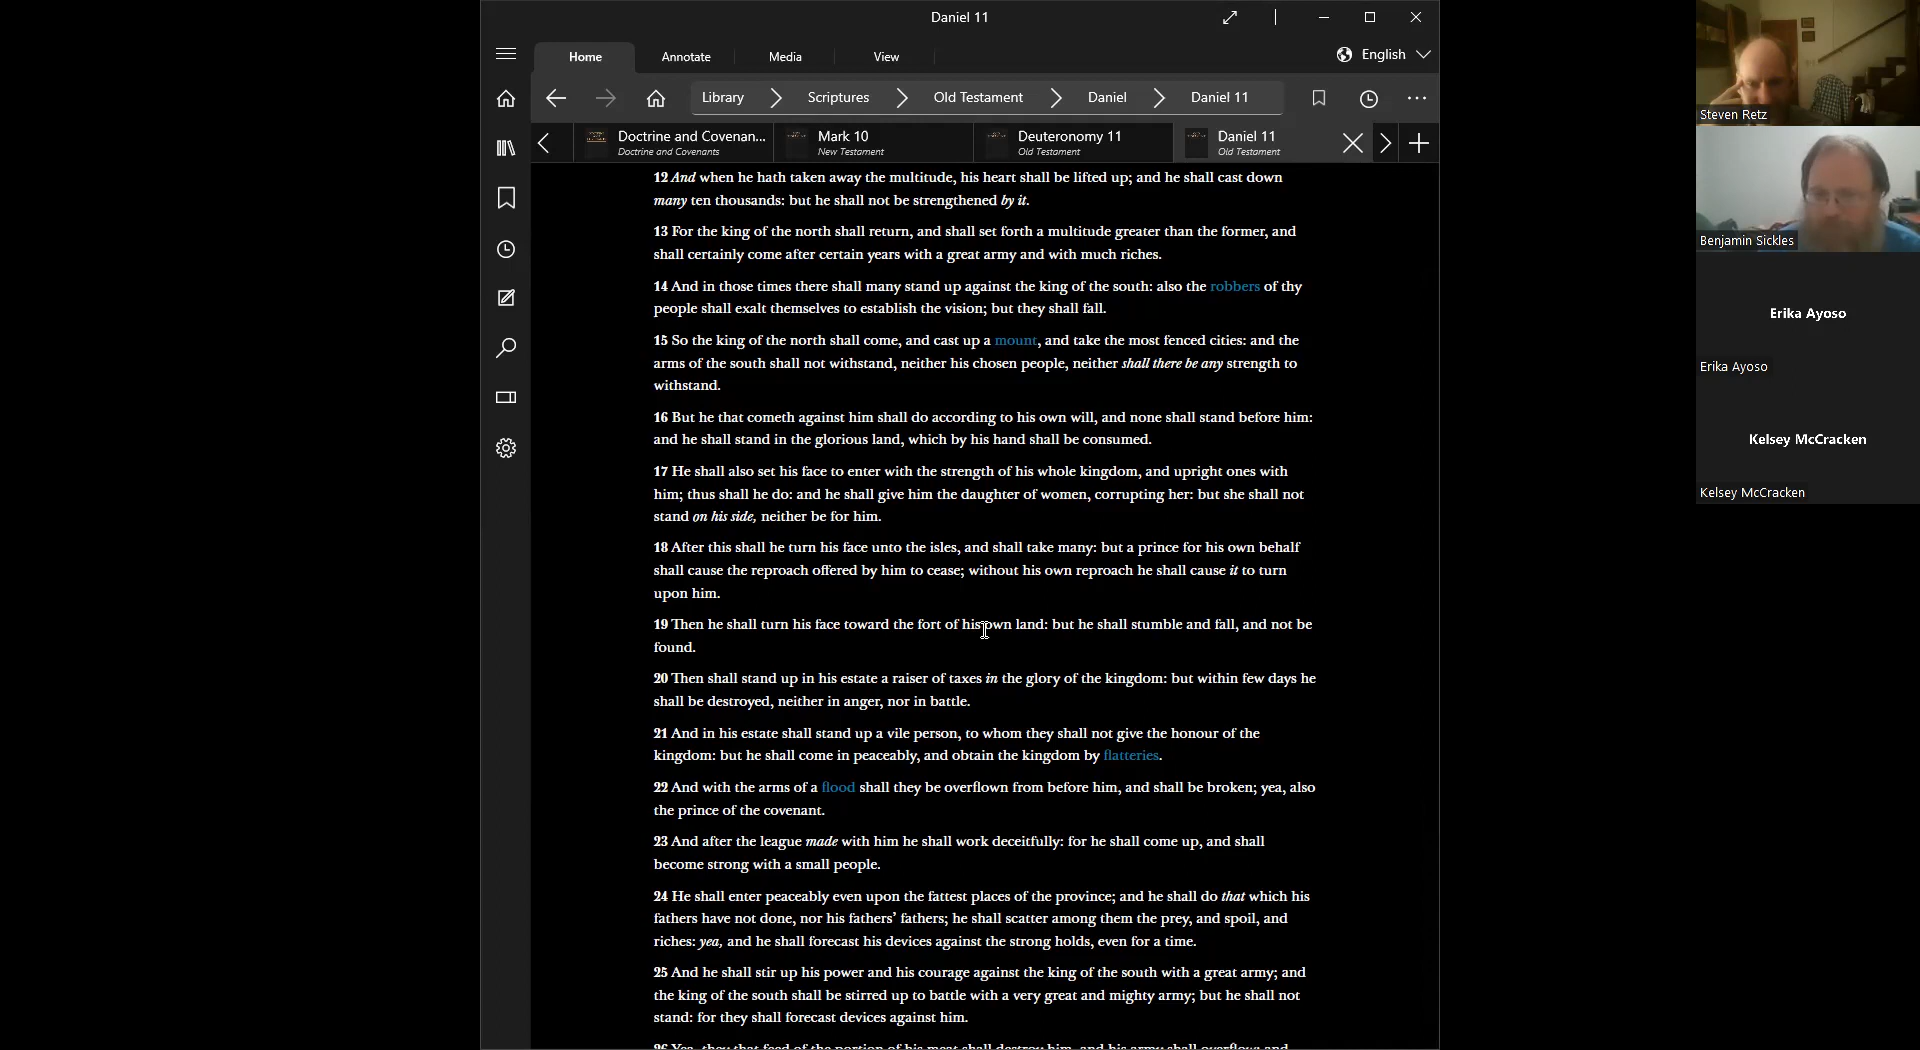 Daniel 11
Home
Annotate
Media
View
English
Library
Scriptures
Old Testament
Daniel
Daniel 11
Doctrine and Covenan...
Doctrine and Covenants
Mark 10
New Testament
Deuteronomy 11
Old Testament
Daniel 11
Old Testament
12 And when he hath taken away the multitude, his heart shall be lifted up; and he shall cast down
many ten thousands: but he shall not be strengthened by it.
13 For the king of the north shall return, and shall set forth a multitude greater than the former, and
shall certainly come after certain years with a great army and with much riches.
14 And in those times there shall many stand up against the king of the south: also the robbers of thy
people shall exalt themselves to establish the vision; but they shall fall.
15 So the king of the north shall come, and cast up a mount, and take the most fenced cities: and the
arms of the south shall not withstand, neither his chosen people, neither shall there be any strength to
withstand.
16 But he that cometh against him shall do according to his own will, and none shall stand before him:
and he shall stand in the glorious land, which by his hand shall be consumed.
17 He shall also set his face to enter with the strength of his whole kingdom, and upright ones with
him; thus shall he do: and he shall give him the daughter of women, corrupting her: but she shall not
stand on his side, neither be for him.
18 After this shall he turn his face unto the isles, and shall take many: but a prince for his own behalf
shall cause the reproach offered by him to cease; without his own reproach he shall cause it to turn
upon him.
19 Then he shall turn his face toward the fort of his own land: but he shall stumble and fall, and not be
found.
20 Then shall stand up in his estate a raiser of taxes in the glory of the kingdom: but within few days he
shall be destroyed, neither in anger, nor in battle.
21 And in his estate shall stand up a vile person, to whom they shall not give the honour of the
kingdom: but he shall come in peaceably, and obtain the kingdom by flatteries.
22 And with the arms of a flood shall they be overflown from before him, and shall be broken; yea, also
the prince of the covenant.
23 And after the league made with him he shall work deceitfully: for he shall come up, and shall
become strong with a small people.
24 He shall enter peaceably even upon the fattest places of the province; and he shall do that which his
fathers have not done, nor his fathers' fathers; he shall scatter among them the prey, and spoil, and
riches: yea, and he shall forecast his devices against the strong holds, even for a time.
25 And he shall stir up his power and his courage against the king of the south with a great army; and
the king of the south shall be stirred up to battle with a very great and mighty army; but he shall not
stand: for they shall forecast devices against him.
26 Yea, they that feed of the portion of his meat shall destroy him, and his army shall overflow: and
Steven Retz
Benjamin Sickles
Erika Ayoso
Erika Ayoso
Kelsey McCracken
Kelsey McCracken